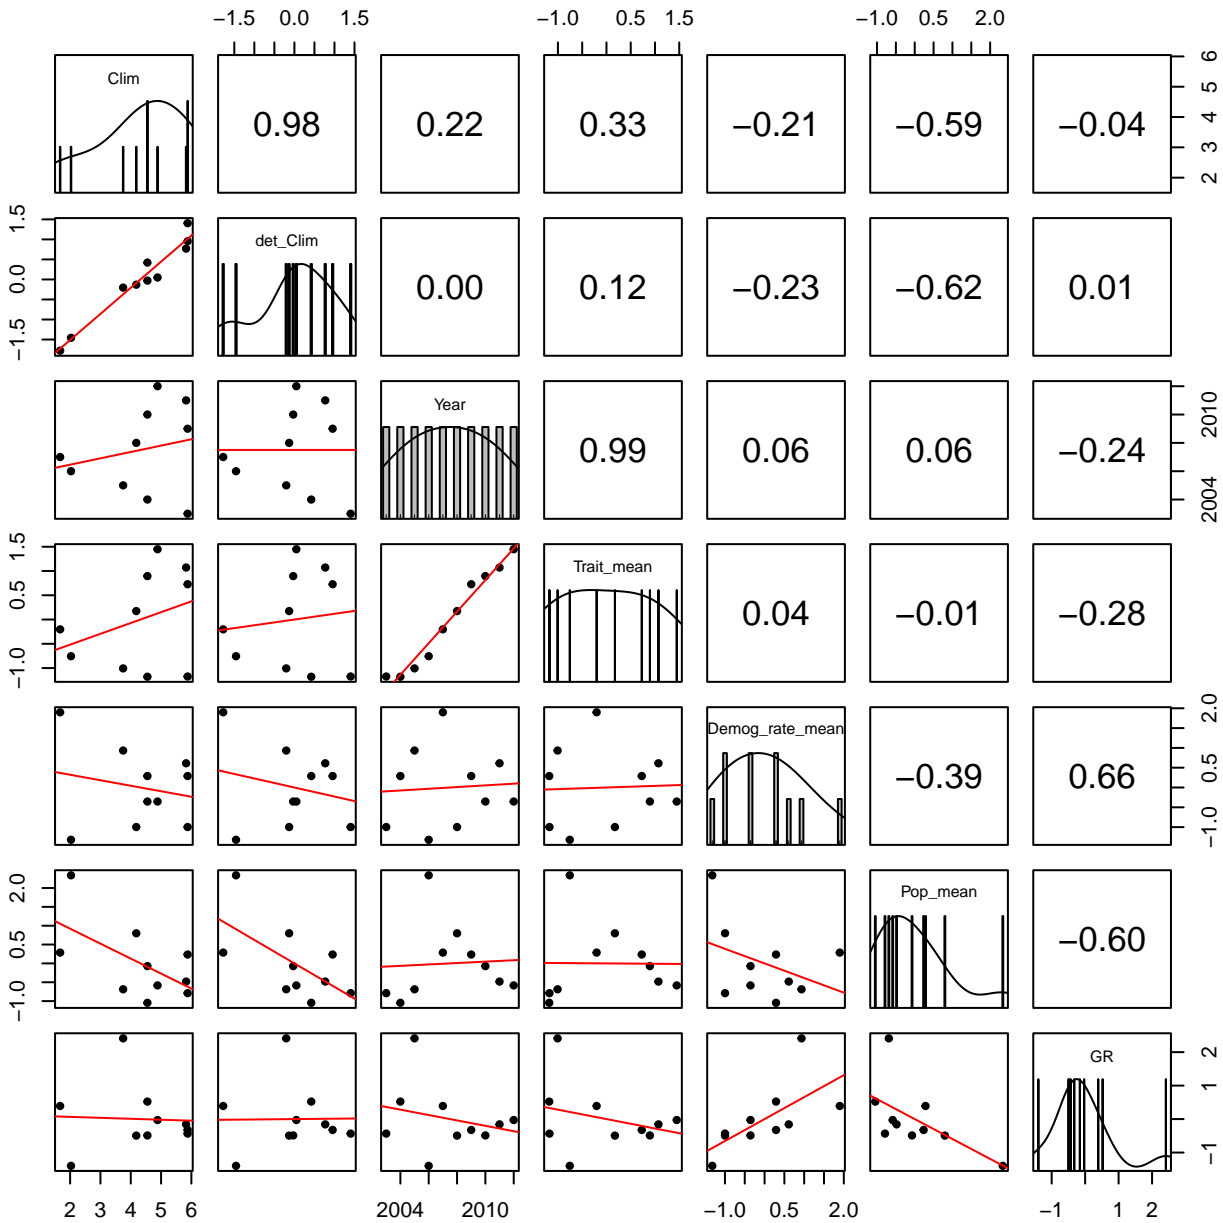 −1.5 0.0 1.5 −1.0 0.5 1.5 −1.0 0.5 2.0
Clim 0.98 0.22 0.33 −0.21 −0.59 −0.04
2 3 4 5 6
−1.5 0.0 1.5
det_Clim 0.00 0.12 −0.23 −0.62 0.01
Year 0.99 0.06 0.06 −0.24
2004 2010
−1.0 0.5 1.5
Trait_mean 0.04 −0.01 −0.28
Demog_rate_mean −0.39 0.66
−1.0 0.5 2.0
−1.0 0.5 2.0
Pop_mean −0.60
GR
−1 1 2
2 3 4 5 6 2004 2010 −1.0 0.5 2.0 −1 1 2